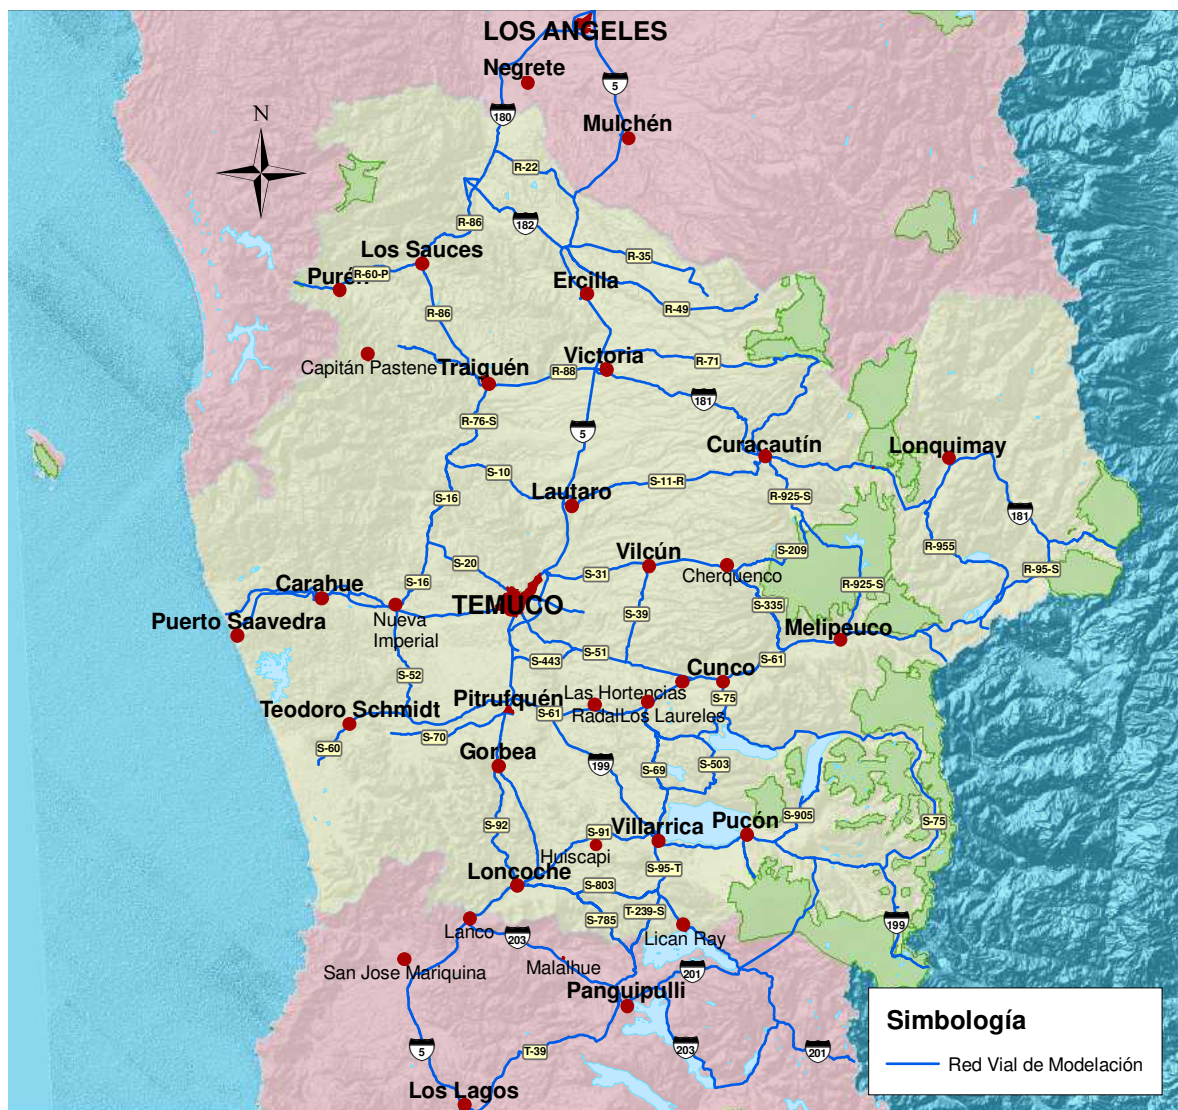 LOS ANGELES
Negrete
5
180
Mulchén
N
R-22
R-86
182
Los Sauces
R-35
R-60-P
Purén
Ercilla
R-86
R-49
Capitán Pastene
Traiguén
Victoria
R-71
R-88
181
R-76-S
5
Curacautín
Lonquimay
S-10
S-11-R
Lautaro
S-16
R-925-S
181
S-20
Vilcún
S-209
R-955
Cherquenco
S-31
R-95-S
Carahue
S-16
R-925-S
TEMUCO
S-335
Puerto Saavedra
Nueva
Imperial
S-39
Melipeuco
S-51
S-443
S-61
Cunco
S-52
Las Hortencias
S-75
Pitrufquén
Teodoro Schmidt
S-61
Radal
Los Laureles
S-70
S-60
Gorbea
199
S-69
S-503
S-905
S-92
S-91
Villarrica
Pucón
S-75
Huiscapi
Loncoche
S-95-T
S-803
T-239-S
S-785
Lanco
203
Lican Ray
199
San Jose Mariquina
Malalhue
201
Panguipulli
5
T-39
203
201
Los Lagos
Simbología
Red Vial de Modelación